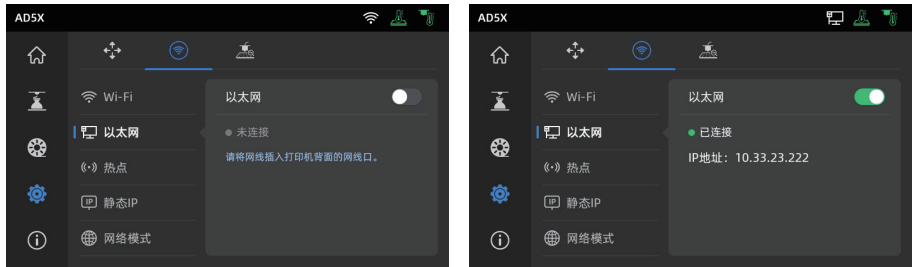 AD5X
Wi-Fi
以太网
以太网
未连接
请将网线插入打印机背面的网线口。
热点
IP 静态IP
网络模式
AD5X
Wi-Fi
以太网
以太网
已连接
IP地址：10.33.23.222
热点
IP 静态IP
网络模式